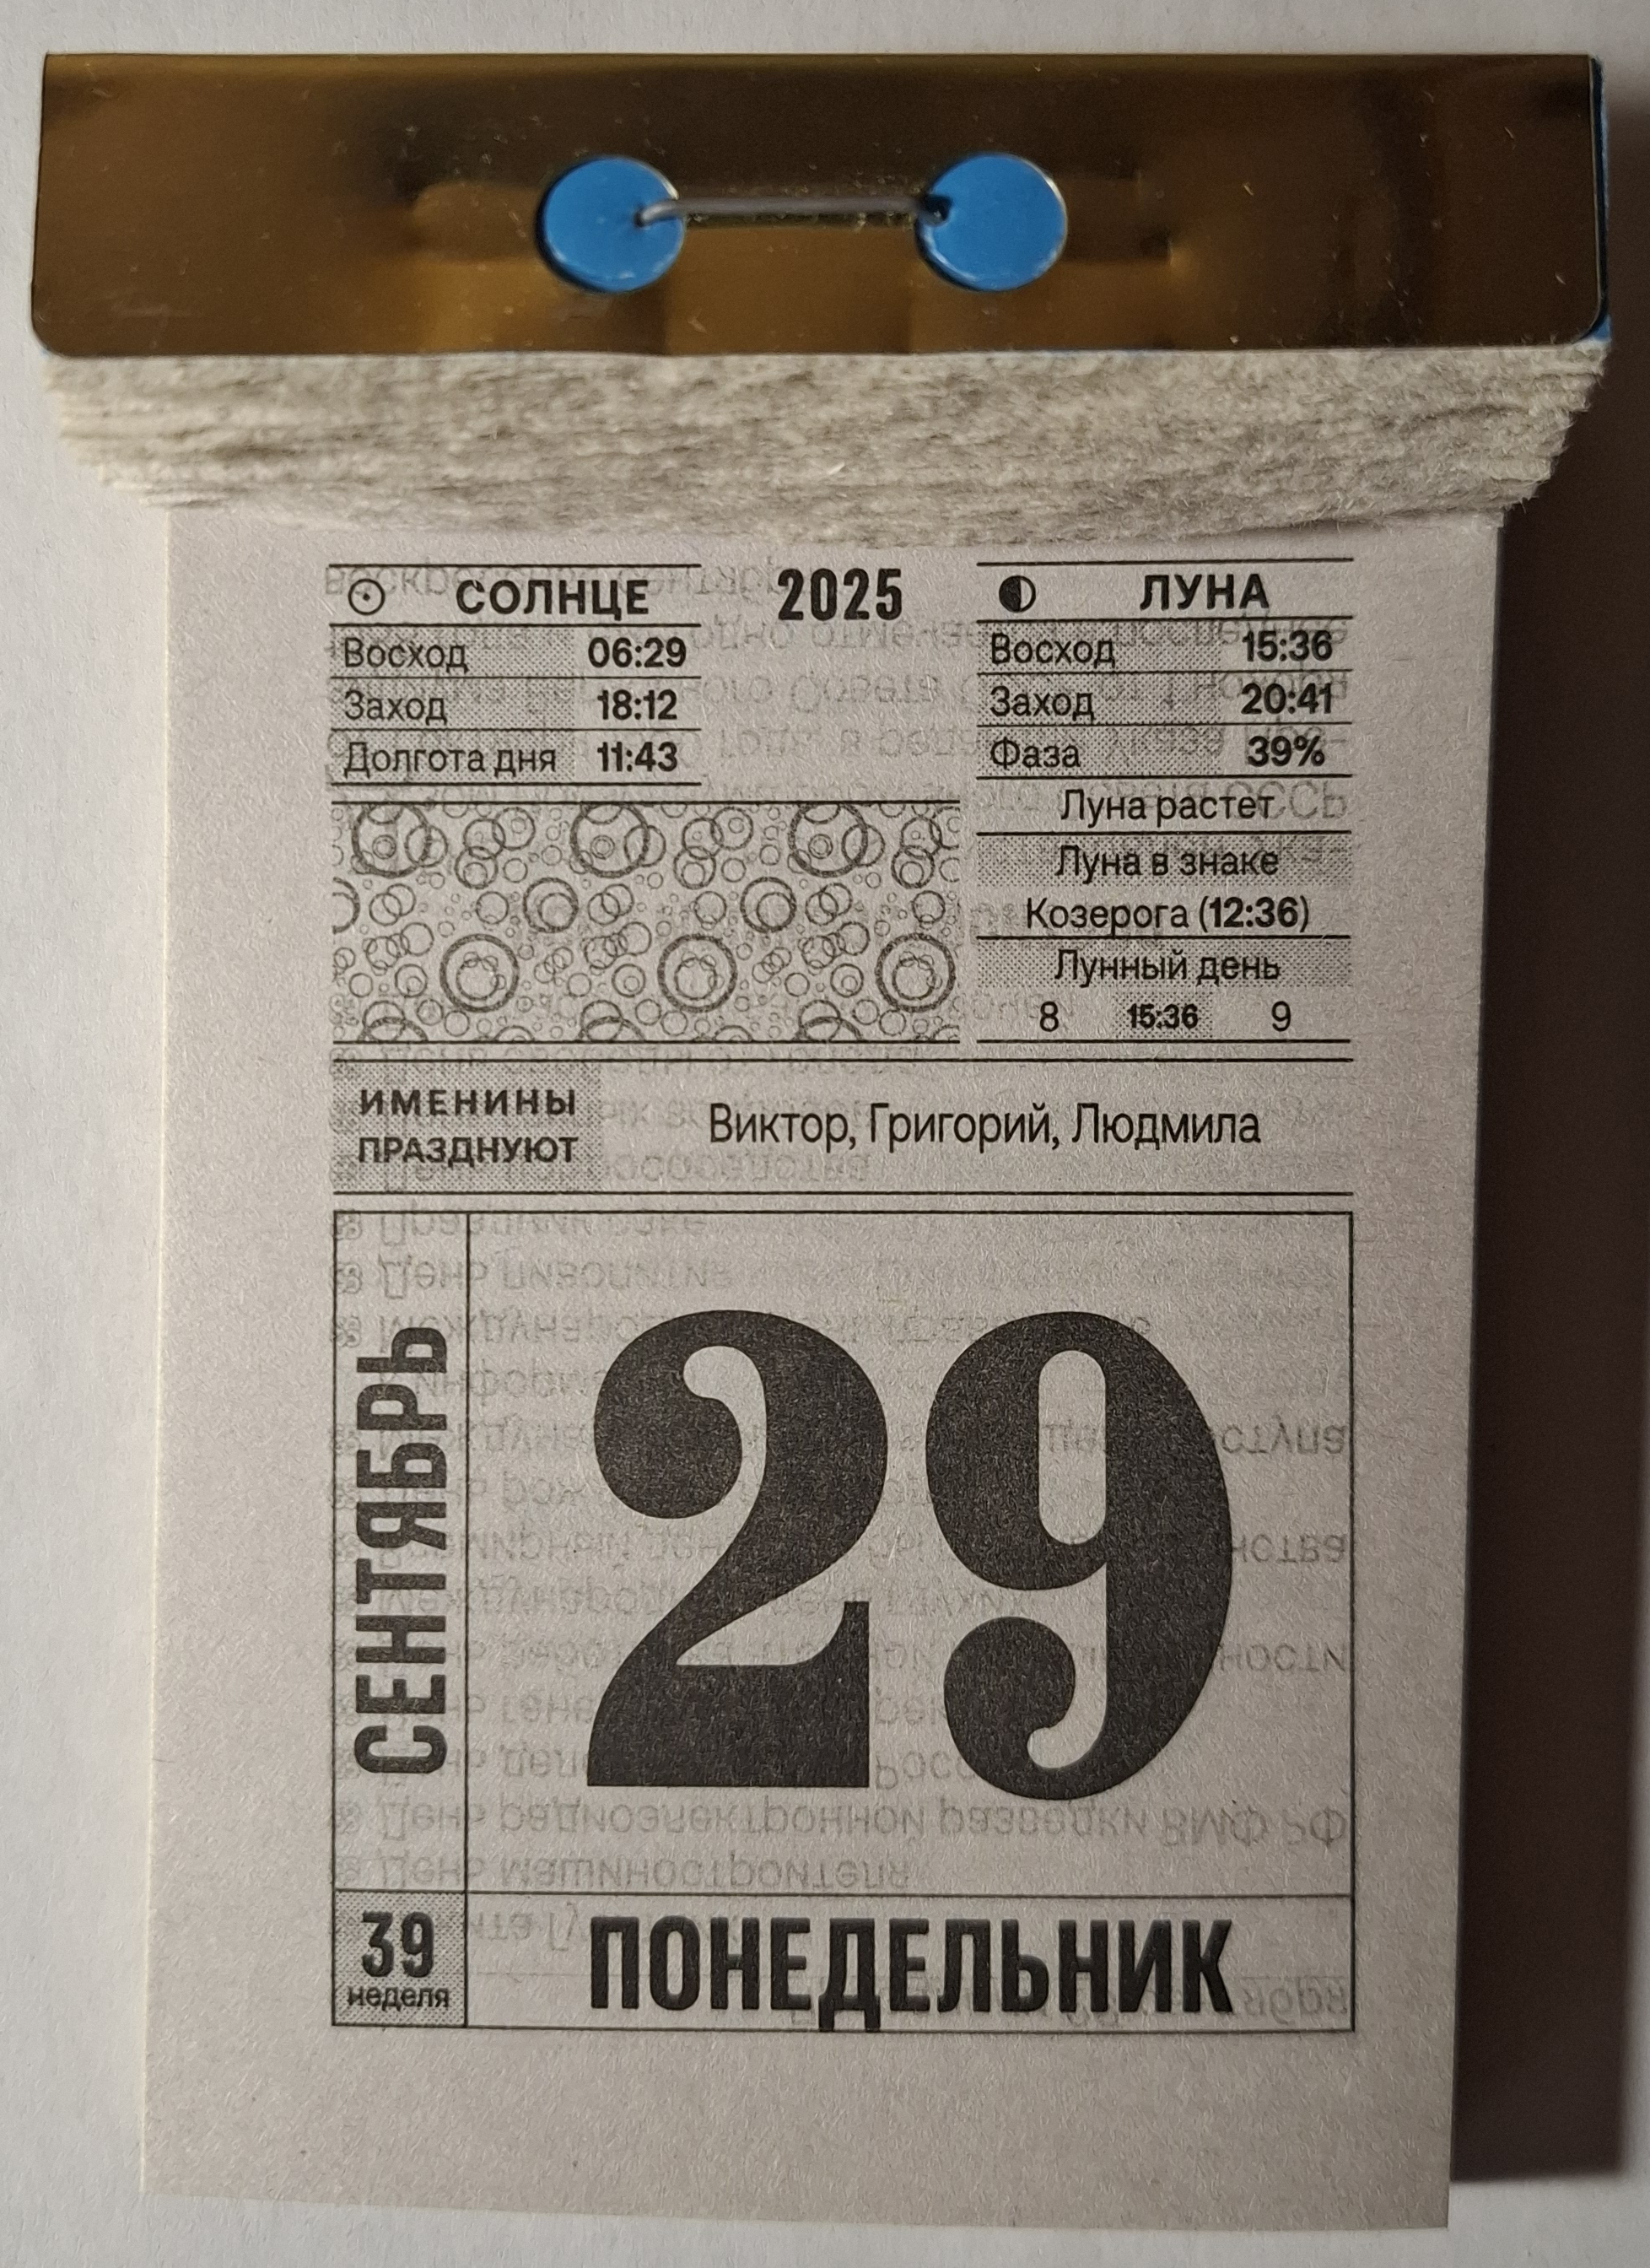 СОЛНЦЕ
Восход 06:29
Заход 18:12
Долгота дня 11:43
2025
ЛУНА
Восход 15:36
Заход 20:41
Фаза 39%
Луна растет
Луна в знаке
Козерога (12:36)
Лунный день
8 15:36 9
ИМЕНИНЫ
ПРАЗДНУЮТ
Виктор, Григорий, Людмила
СЕНТЯБРЬ
29
39
неделя
ПОНЕДЕЛЬНИК